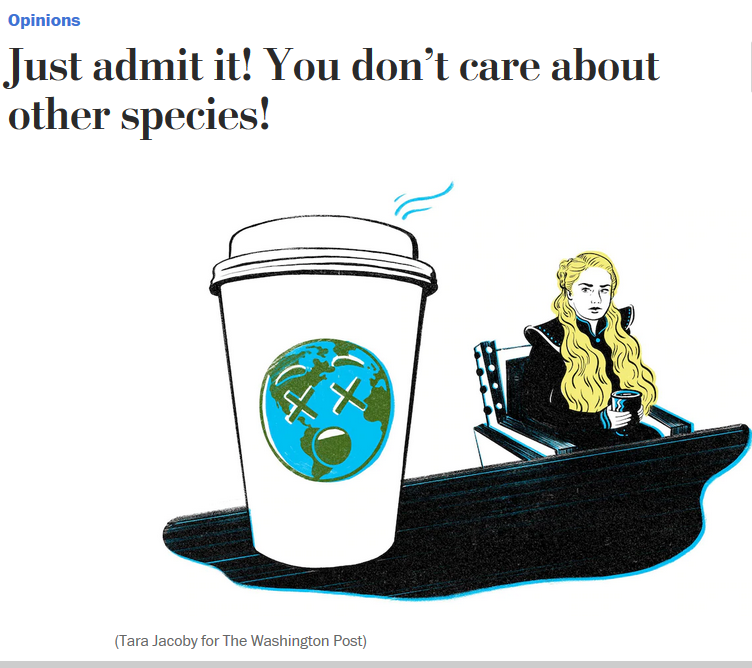 Opinions
Just admit it! You don’t care about
other species!
(Tara Jacoby for The Washington Post)